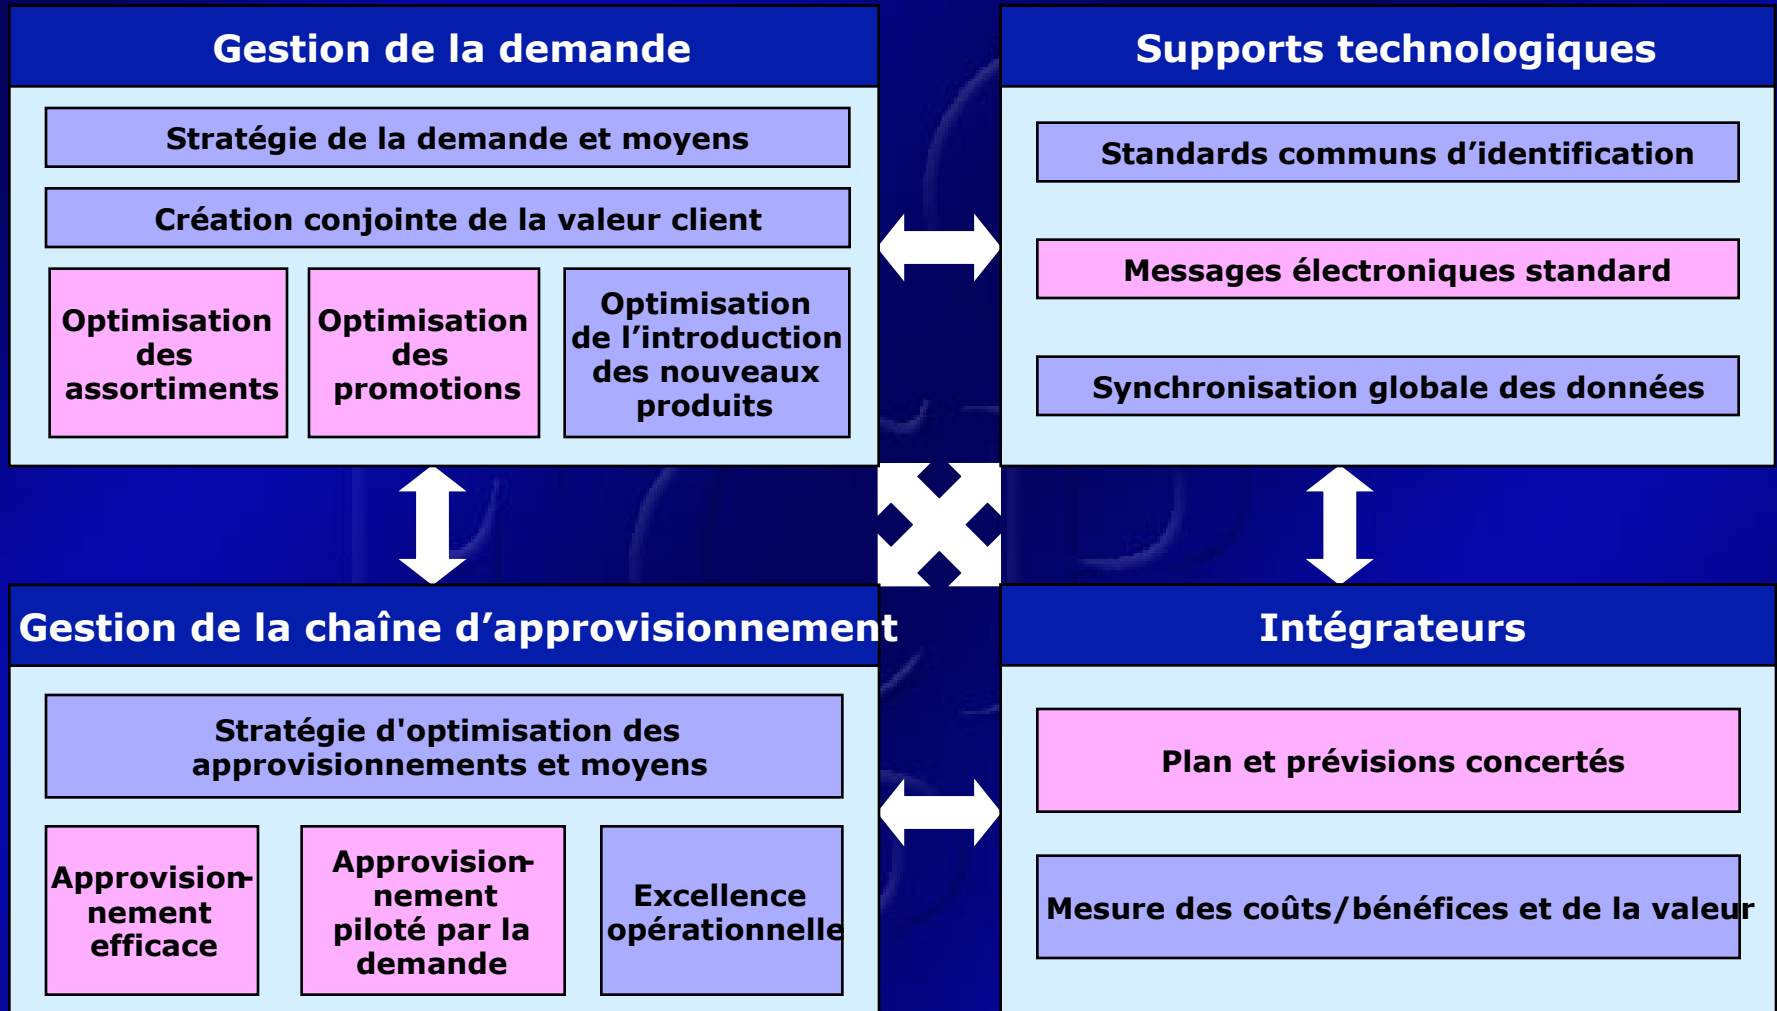 Gestion de la demande
Stratégie de la demande et moyens
Création conjointe de la valeur client
Optimisation
des
assortiments
Optimisation
des
promotions
Optimisation
de l’introduction
des nouveaux
produits
Supports technologiques
Standards communs d’identification
Messages électroniques standard
Synchronisation globale des données
Gestion de la chaîne d’approvisionnement
Stratégie d'optimisation des
approvisionnements et moyens
Approvision-
nement
efficace
Approvision-
nement
piloté par la
demande
Excellence
opérationnelle
Intégrateurs
Plan et prévisions concertés
Mesure des coûts/bénéfices et de la valeur